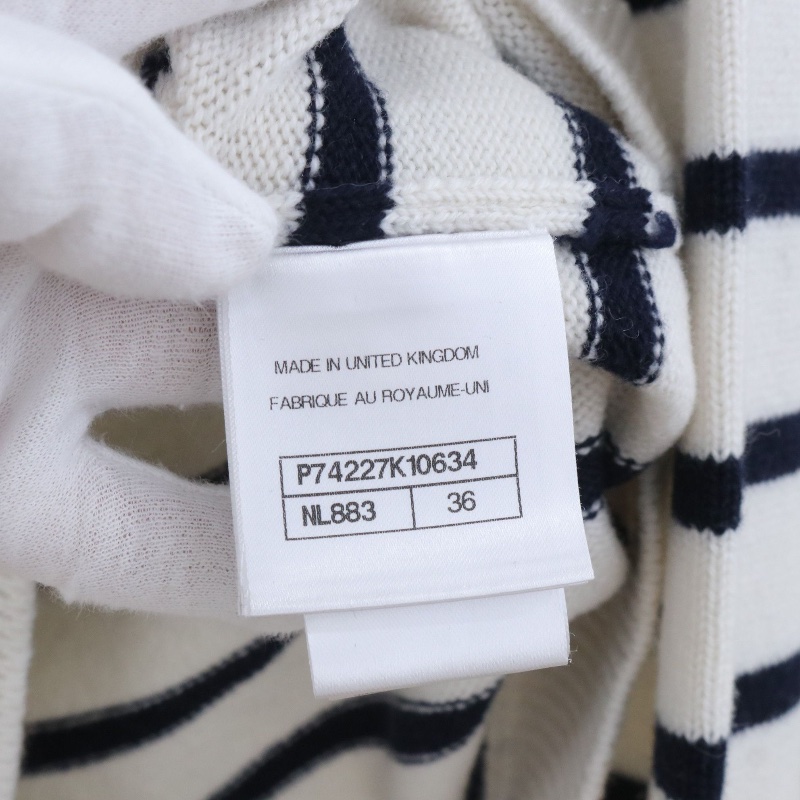 MADE IN UNITED KINGDOM
FABRIQUE AU ROYAUME-UNI
P74227K10634
NL883 36